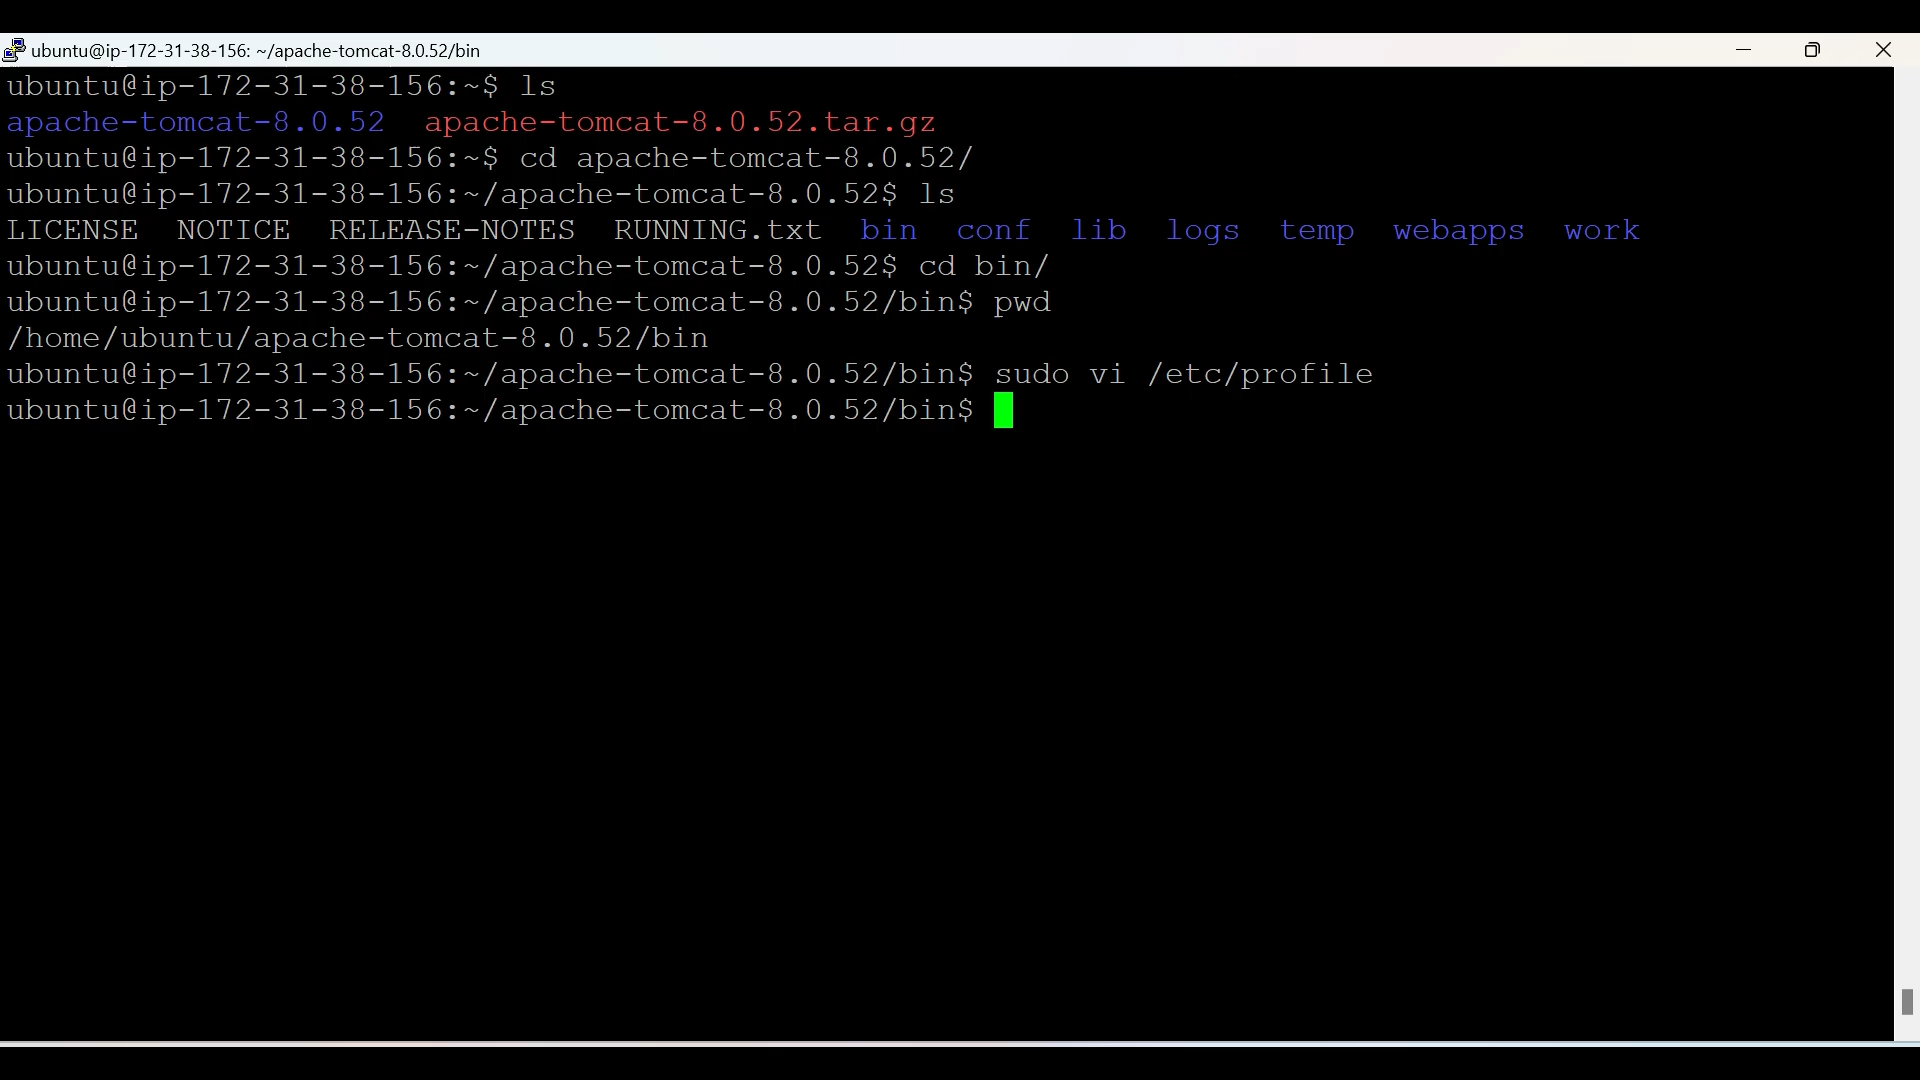 ubuntu@ip-172-31-38-156: ~/apache-tomcat-8.0.52/bin
ubuntu@ip-172-31-38-156:~$ ls
apache-tomcat-8.0.52  apache-tomcat-8.0.52.tar.gz
ubuntu@ip-172-31-38-156:~$ cd apache-tomcat-8.0.52/
ubuntu@ip-172-31-38-156:~/apache-tomcat-8.0.52$ ls
LICENSE  NOTICE  RELEASE-NOTES  RUNNING.txt  bin  conf  lib  logs  temp  webapps  work
ubuntu@ip-172-31-38-156:~/apache-tomcat-8.0.52$ cd bin/
ubuntu@ip-172-31-38-156:~/apache-tomcat-8.0.52/bin$ pwd
/home/ubuntu/apache-tomcat-8.0.52/bin
ubuntu@ip-172-31-38-156:~/apache-tomcat-8.0.52/bin$ sudo vi /etc/profile
ubuntu@ip-172-31-38-156:~/apache-tomcat-8.0.52/bin$